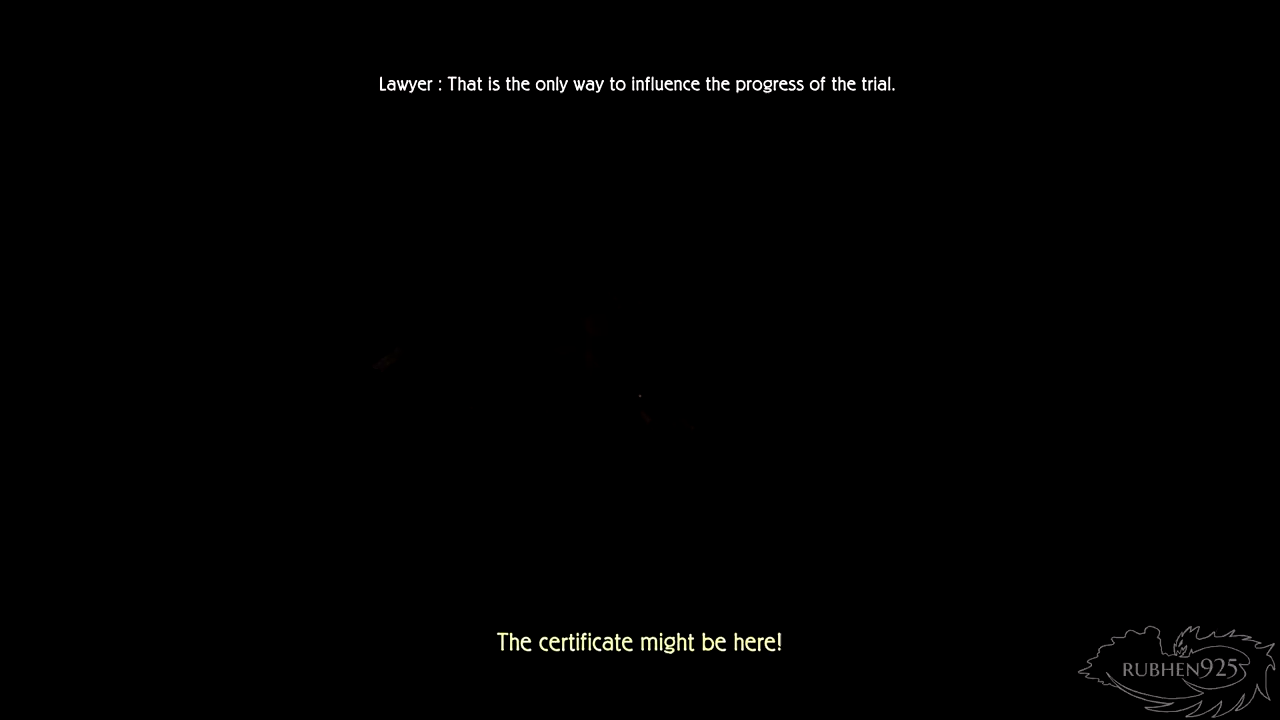 Lawyer : That is the only way to influence the progress of the trial.
The certificate might be here!
RUBHEN925